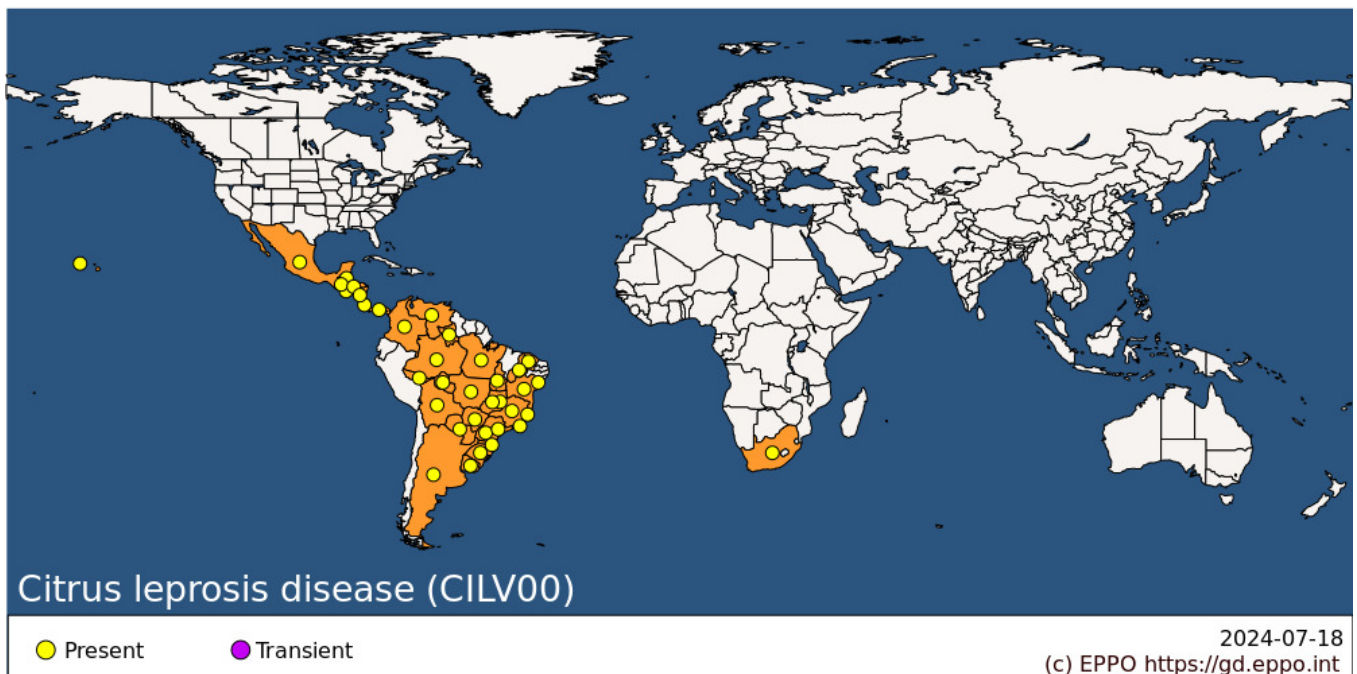 Citrus leprosis disease (CILV00)
Present
Transient
2024-07-18
(c) EPPO https://gd.eppo.int